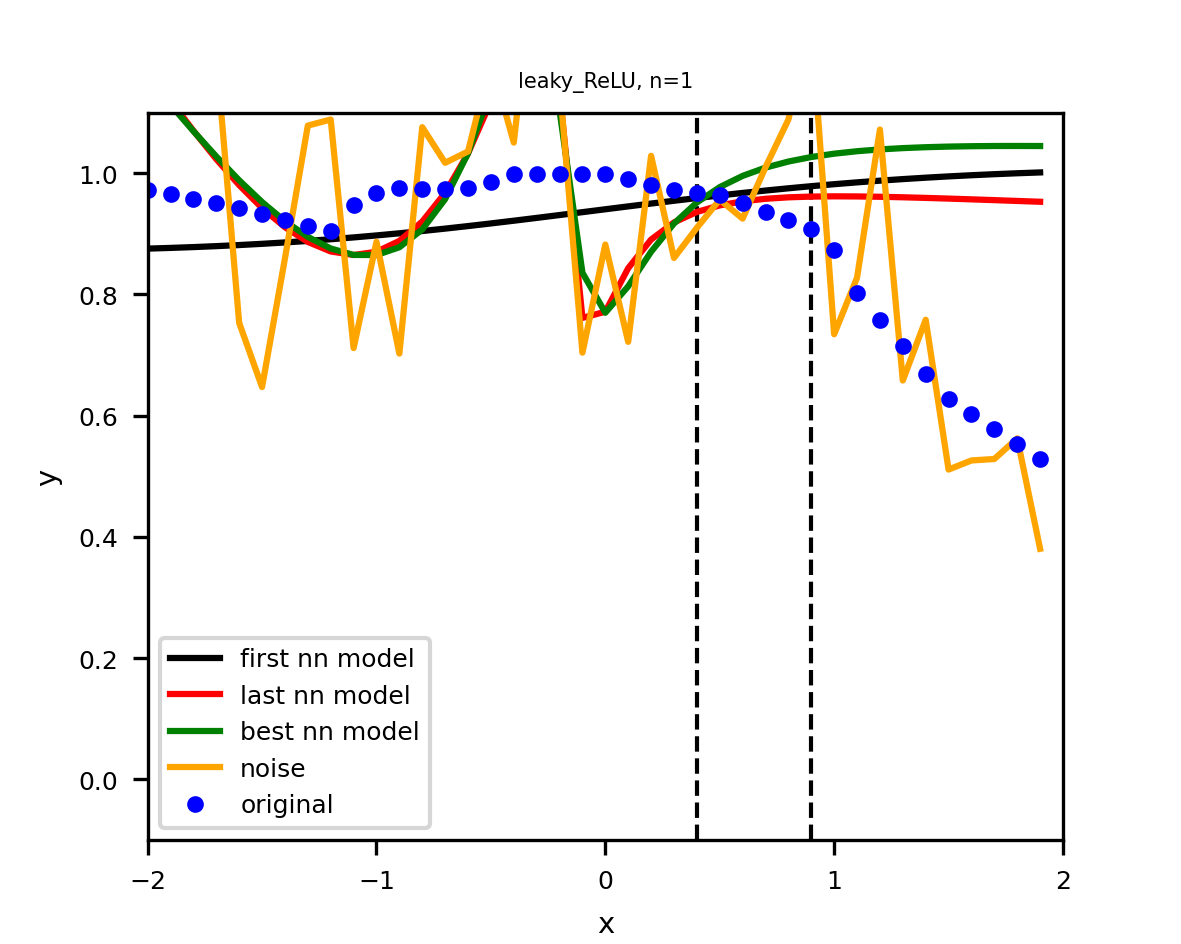 leaky_ReLU, n=1
1.0
0.8
0.6
0.4
0.2
0.0
y
first nn model
last nn model
best nn model
noise
original
−2
−1
0
1
2
x